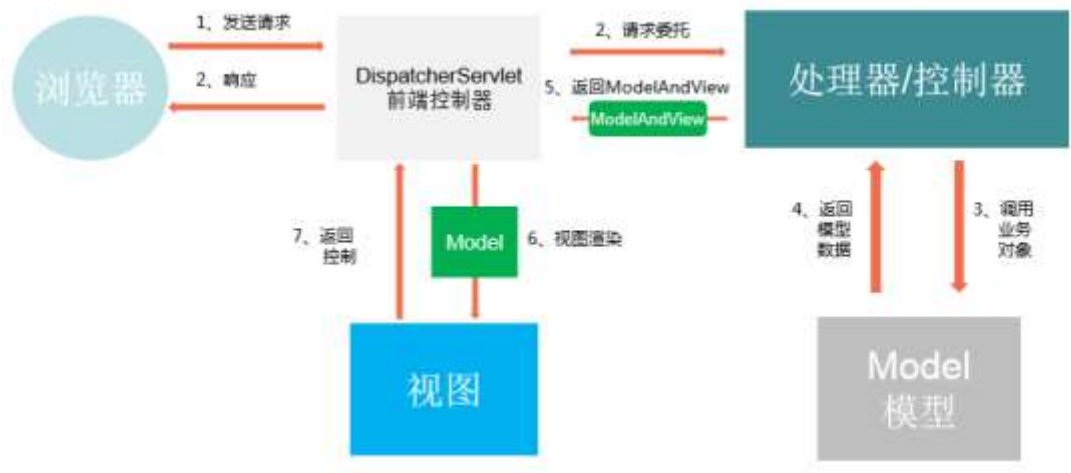 1、发送请求
2、响应
浏览器
DispatcherServlet
前端控制器
2、请求委托
5、返回ModelAndView
ModelAndView
处理器/控制器
4、返回
模型
数据
3、调用
业务
对象
7、返回
控制
Model
6、视图渲染
视图
Model
模型